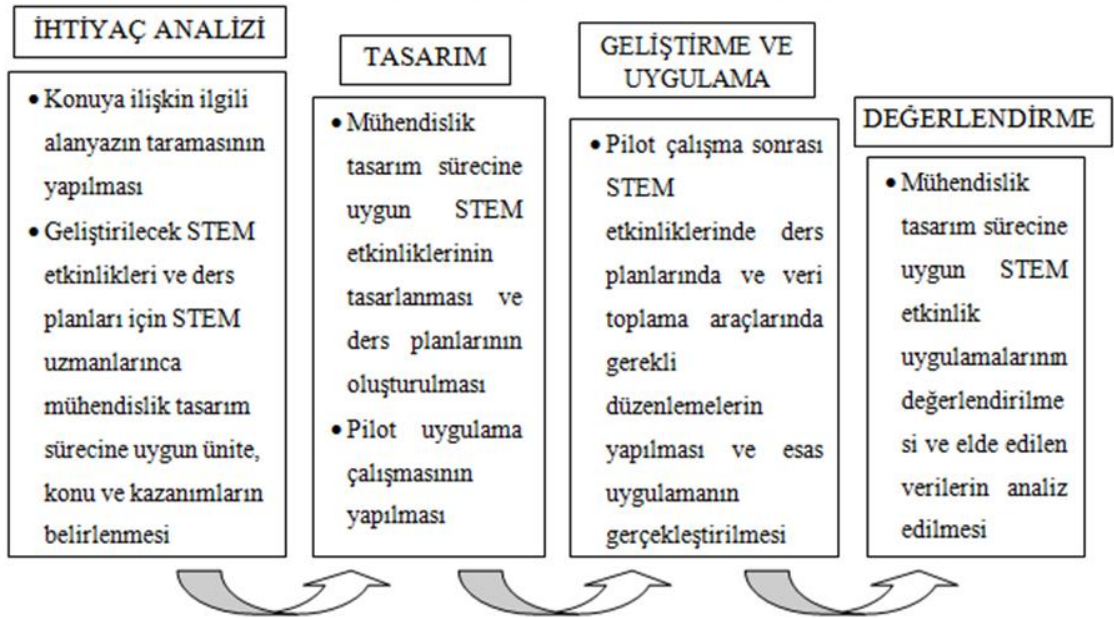 İHTİYAÇ ANALİZİ
• Konuya ilişkin ilgili
alanyazın taramasının
yapılması
• Geliştirilecek STEM
etkinlikleri ve ders
planları için STEM
uzmanlarınca
mühendislik tasarım
sürecine uygun ünite,
konu ve kazanımların
belirlenmesi
TASARIM
• Mühendislik
tasarım sürecine
uygun STEM
etkinliklerinin
tasarlanması ve
ders planlarının
oluşturulması
• Pilot uygulama
çalışmasının
yapılması
GELİŞTİRME VE
UYGULAMA
• Pilot çalışma sonrası
STEM
etkinliklerinde ders
planlarında ve veri
toplama araçlarında
gerekli
düzenlemelerin
yapılması ve esas
uygulamanın
gerçekleştirilmesi
DEĞERLENDİRME
• Mühendislik
tasarım sürecine
uygun STEM
etkinlik
uygulamalarının
değerlendirilme
si ve elde edilen
verilerin analiz
edilmesi